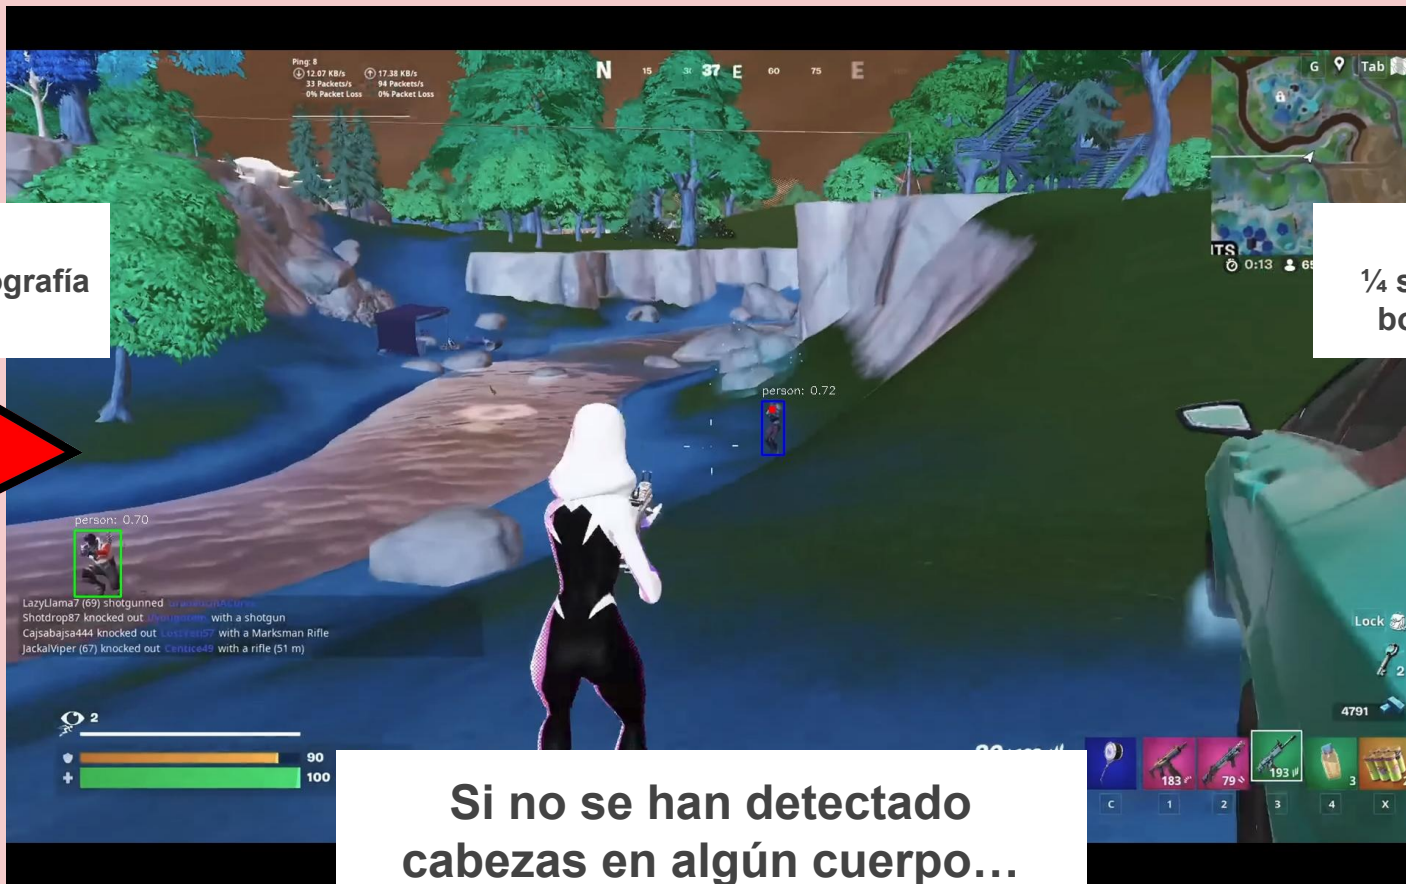 Ping: 8
12.07 KB/s 17.38 KB/s
33 Packets/s 94 Packets/s
0% Packet Loss 0% Packet Loss
N 15 37 E 60 75 E
G Tab
ITS
0:13
grafía
¼ s
bo
person: 0.72
person: 0.70
LazyLlama7 (69) shotgunned
Shotdrop87 knocked out with a shotgun
Cajsabajsa444 knocked out with a Marksman Rifle
JackalViper (67) knocked out Centice49 with a rifle (51 m)
Lock
2
4791
2
90
100
183 79 193 3
C 1 2 3 4 X
Si no se han detectado
cabezas en algún cuerpo…